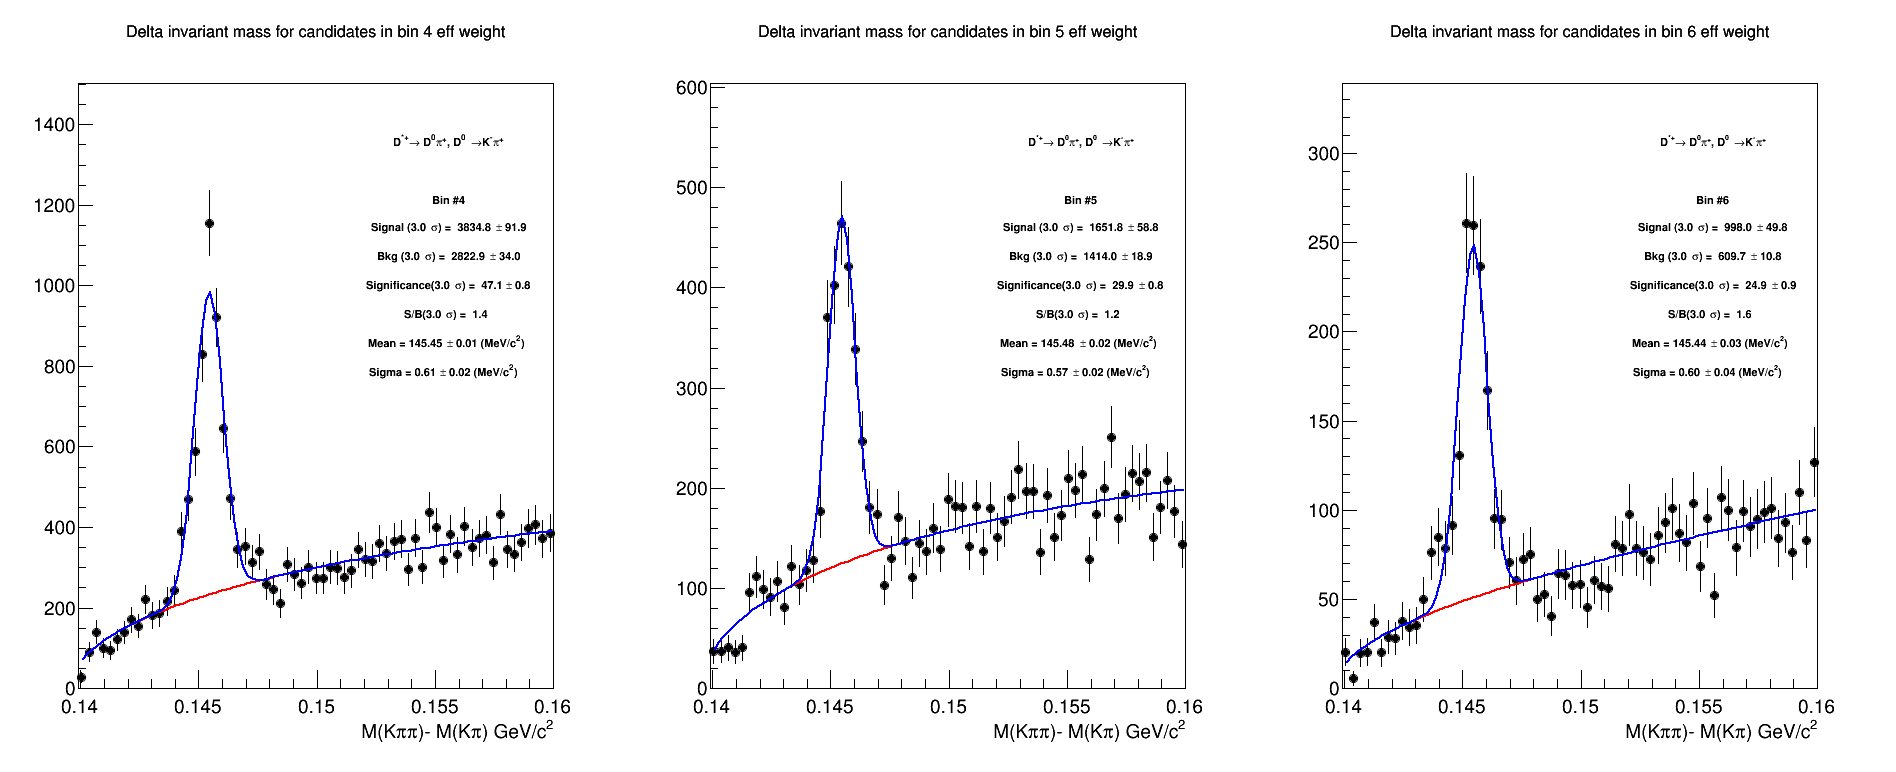 Delta invariant mass for candidates in bin 4 eff weight
1400
1200
1000
800
600
400
200
0
D*+→ D0π+, D0 →K-π+
Bin #4
Signal (3.0 σ) = 3834.8 ± 91.9
Bkg (3.0 σ) = 2822.9 ± 34.0
Significance(3.0 σ) = 47.1 ± 0.8
S/B(3.0 σ) = 1.4
Mean = 145.45 ± 0.01 (MeV/c2)
Sigma = 0.61 ± 0.02 (MeV/c2)
0.14 0.145 0.15 0.155 0.16
M(Kππ)- M(Kπ) GeV/c2
Delta invariant mass for candidates in bin 5 eff weight
600
500
400
300
200
100
0
D*+→ D0π+, D0 →K-π+
Bin #5
Signal (3.0 σ) = 1651.8 ± 58.8
Bkg (3.0 σ) = 1414.0 ± 18.9
Significance(3.0 σ) = 29.9 ± 0.8
S/B(3.0 σ) = 1.2
Mean = 145.48 ± 0.02 (MeV/c2)
Sigma = 0.57 ± 0.02 (MeV/c2)
0.14 0.145 0.15 0.155 0.16
M(Kππ)- M(Kπ) GeV/c2
Delta invariant mass for candidates in bin 6 eff weight
300
250
200
150
100
50
0
D*+→ D0π+, D0 →K-π+
Bin #6
Signal (3.0 σ) = 998.0 ± 49.8
Bkg (3.0 σ) = 609.7 ± 10.8
Significance(3.0 σ) = 24.9 ± 0.9
S/B(3.0 σ) = 1.6
Mean = 145.44 ± 0.03 (MeV/c2)
Sigma = 0.60 ± 0.04 (MeV/c2)
0.14 0.145 0.15 0.155 0.16
M(Kππ)- M(Kπ) GeV/c2